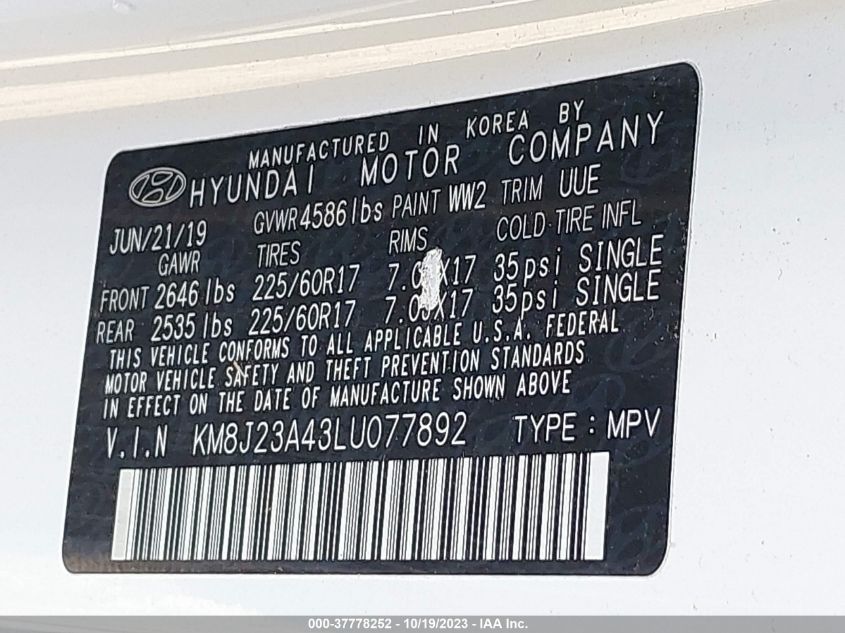 MANUFACTURED IN KOREA BY
HYUNDAI MOTOR COMPANY
JUN/21/19 GVWR 4586 lbs PAINT WW2 TRIM UUE
GAWR TIRES RIMS COLD TIRE INFL
FRONT 2646 lbs 225/60R17 35psi SINGLE
REAR 2535 lbs 225/60R17 35psi SINGLE
THIS VEHICLE CONFORMS TO ALL APPLICABLE U.S.A. FEDERAL
MOTOR VEHICLE SAFETY AND THEFT PREVENTION STANDARDS
IN EFFECT ON THE DATE OF MANUFACTURE SHOWN ABOVE
V.I.N KM8J23A43LU077892 TYPE : MPV
000-37778252 - 10/19/2023 - IAA Inc.